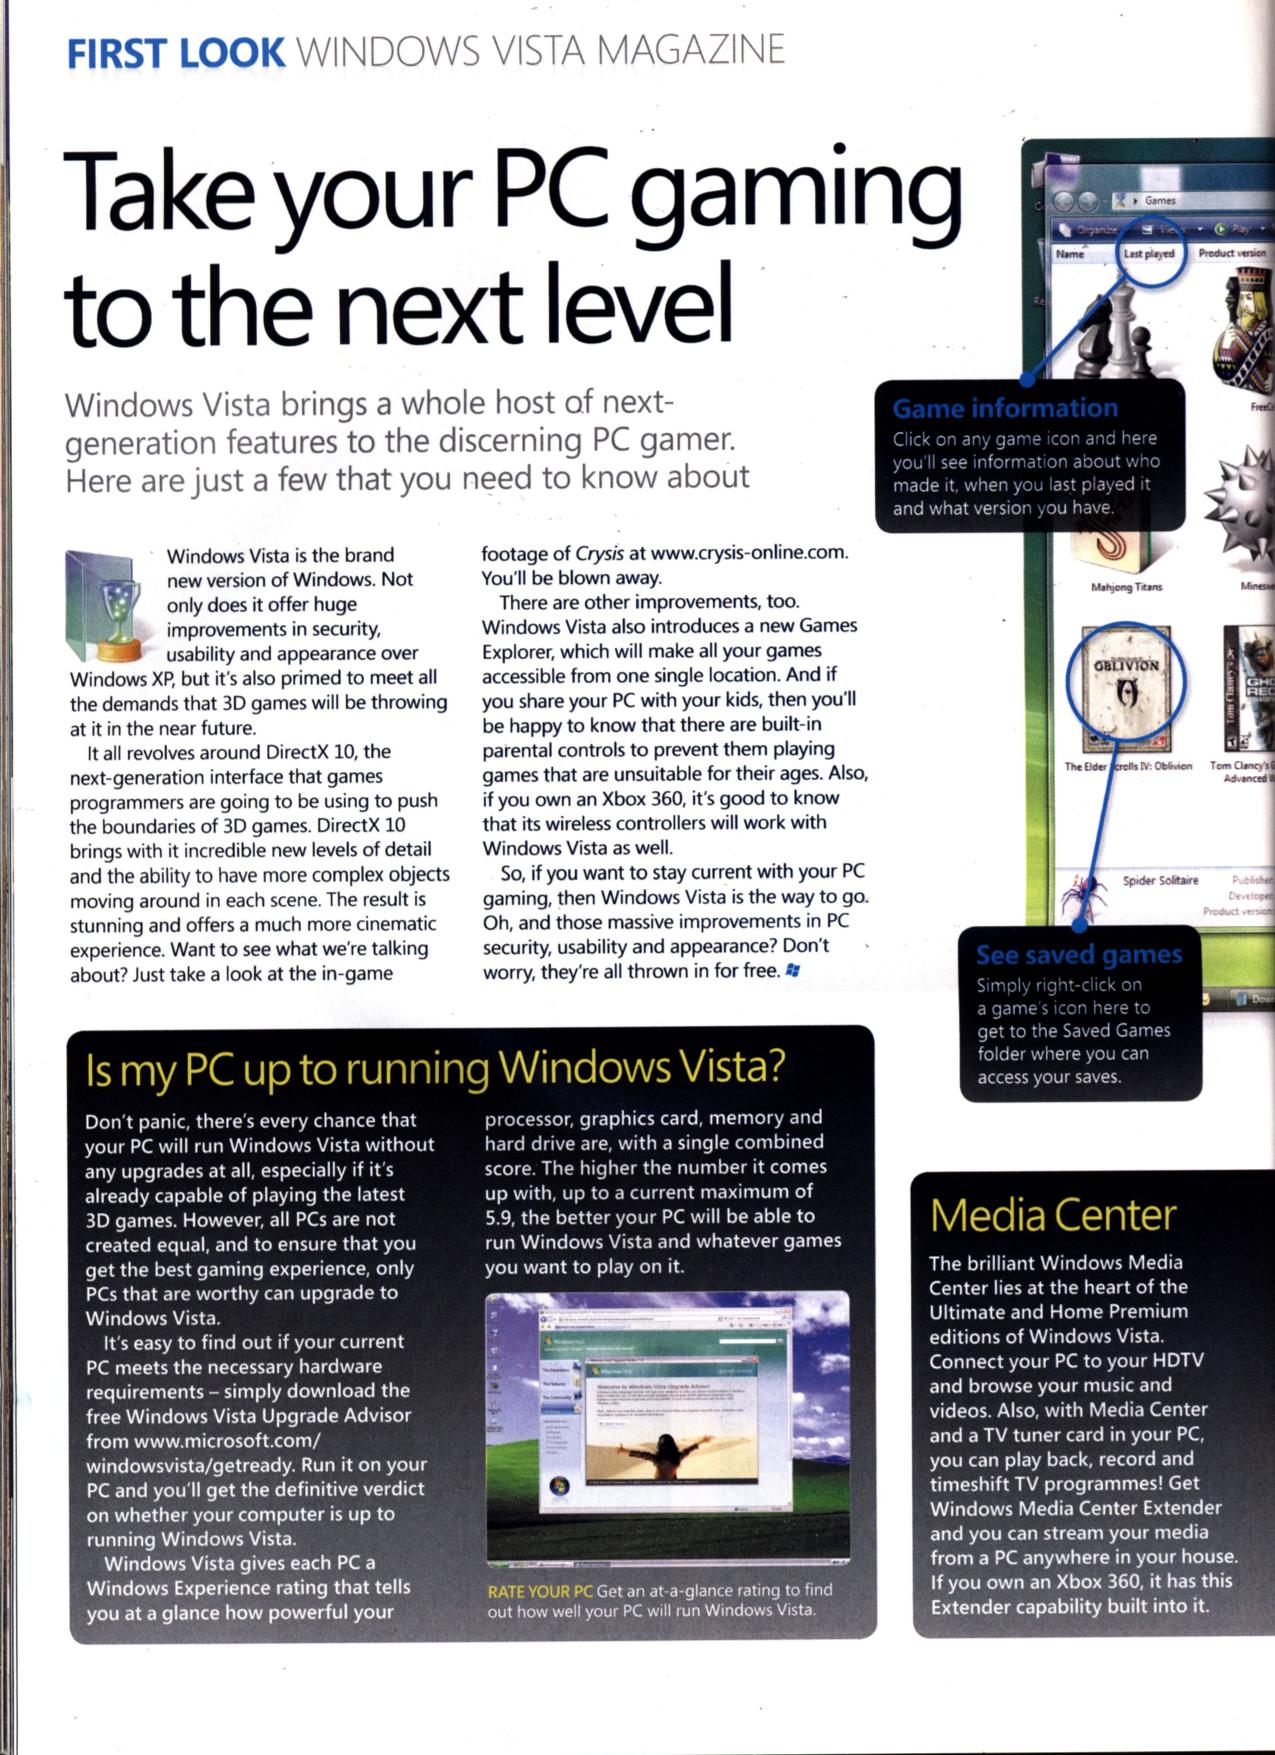 FIRST LOOK WINDOWS VISTA MAGAZINE
Take your PC gaming
to the next level
Windows Vista brings a whole host of next-
generation features to the discerning PC gamer.
Here are just a few that you need to know about
Windows Vista is the brand
new version of Windows. Not
only does it offer huge
improvements in security,
usability and appearance over
Windows XP, but it's also primed to meet all
the demands that 3D games will be throwing
at it in the near future.
It all revolves around DirectX 10, the
next-generation interface that games
programmers are going to be using to push
the boundaries of 3D games. DirectX 10
brings with it incredible new levels of detail
and the ability to have more complex objects
moving around in each scene. The result is
stunning and offers a much more cinematic
experience. Want to see what we're talking
about? Just take a look at the in-game
footage of Crysis at www.crysis-online.com.
You'll be blown away.
There are other improvements, too.
Windows Vista also introduces a new Games
Explorer, which will make all your games
accessible from one single location. And if
you share your PC with your kids, then you'll
be happy to know that there are built-in
parental controls to prevent them playing
games that are unsuitable for their ages. Also,
if you own an Xbox 360, it's good to know
that its wireless controllers will work with
Windows Vista as well.
So, if you want to stay current with your PC
gaming, then Windows Vista is the way to go.
Oh, and those massive improvements in PC
security, usability and appearance? Don't
worry, they're all thrown in for free.
Games
Organize Views Play
Name Last played Product version
Game information
Click on any game icon and here
you'll see information about who
made it, when you last played it
and what version you have.
Mahjong Titans
OBLIVION
The Elder Scrolls IV: Oblivion
Tom Clancy's
Advanced
Spider Solitaire
Publisher
Developer
Product version
See saved games
Simply right-click on
a game's icon here to
get to the Saved Games
folder where you can
access your saves.
Is my PC up to running Windows Vista?
Don't panic, there's every chance that
your PC will run Windows Vista without
any upgrades at all, especially if it's
already capable of playing the latest
3D games. However, all PCs are not
created equal, and to ensure that you
get the best gaming experience, only
PCs that are worthy can upgrade to
Windows Vista.
It's easy to find out if your current
PC meets the necessary hardware
requirements – simply download the
free Windows Vista Upgrade Advisor
from www.microsoft.com/
windowsvista/getready. Run it on your
PC and you'll get the definitive verdict
on whether your computer is up to
running Windows Vista.
Windows Vista gives each PC a
Windows Experience rating that tells
you at a glance how powerful your
processor, graphics card, memory and
hard drive are, with a single combined
score. The higher the number it comes
up with, up to a current maximum of
5.9, the better your PC will be able to
run Windows Vista and whatever games
you want to play on it.
Welcome to Windows Vista Upgrade Advisor
RATE YOUR PC Get an at-a-glance rating to find
out how well your PC will run Windows Vista.
Media Center
The brilliant Windows Media
Center lies at the heart of the
Ultimate and Home Premium
editions of Windows Vista.
Connect your PC to your HDTV
and browse your music and
videos. Also, with Media Center
and a TV tuner card in your PC,
you can play back, record and
timeshift TV programmes! Get
Windows Media Center Extender
and you can stream your media
from a PC anywhere in your house.
If you own an Xbox 360, it has this
Extender capability built into it.